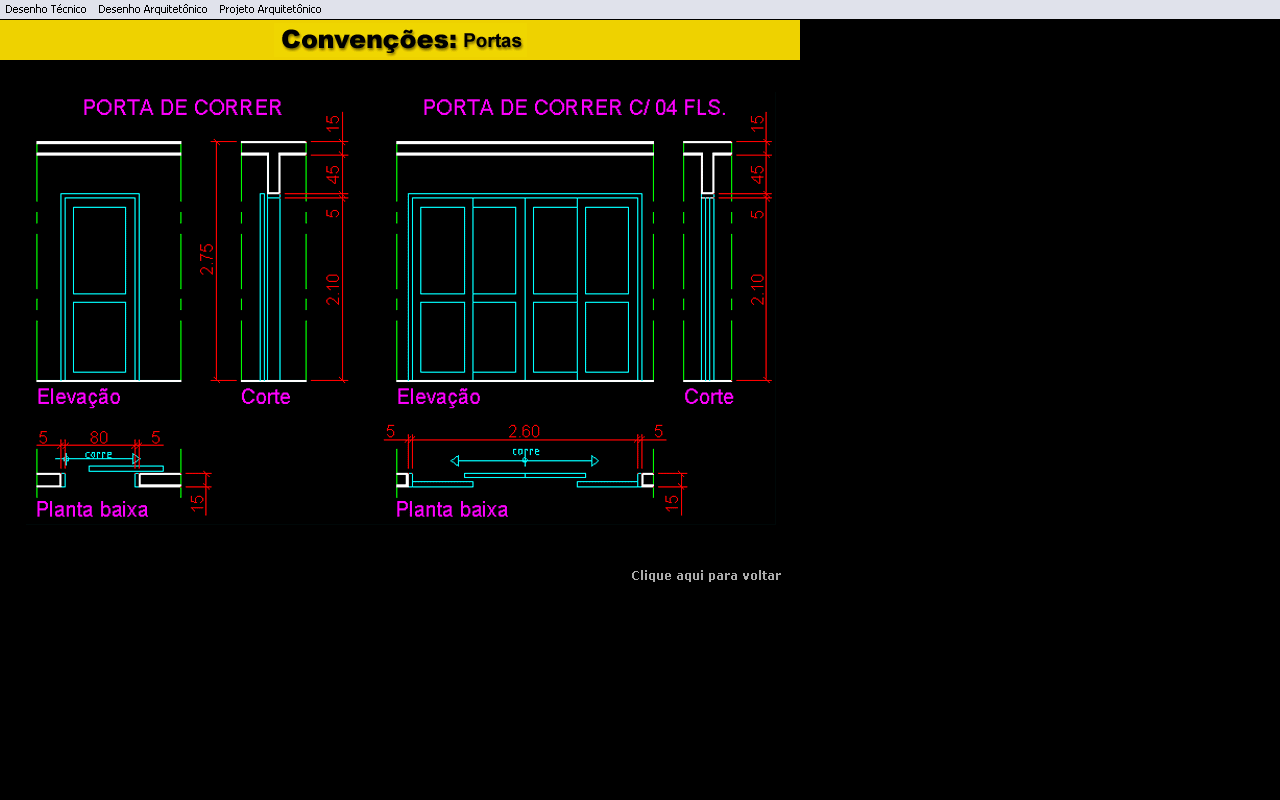 Desenho Técnico Desenho Arquitetônico Projeto Arquitetônico
Convenções: Portas
PORTA DE CORRER
15
45
5
2.75
2.10
Elevação
Corte
5 80 5
corre
15
Planta baixa
PORTA DE CORRER C/ 04 FLS.
15
45
5
2.10
Elevação
Corte
5 2.60 5
corre
15
Planta baixa
Clique aqui para voltar